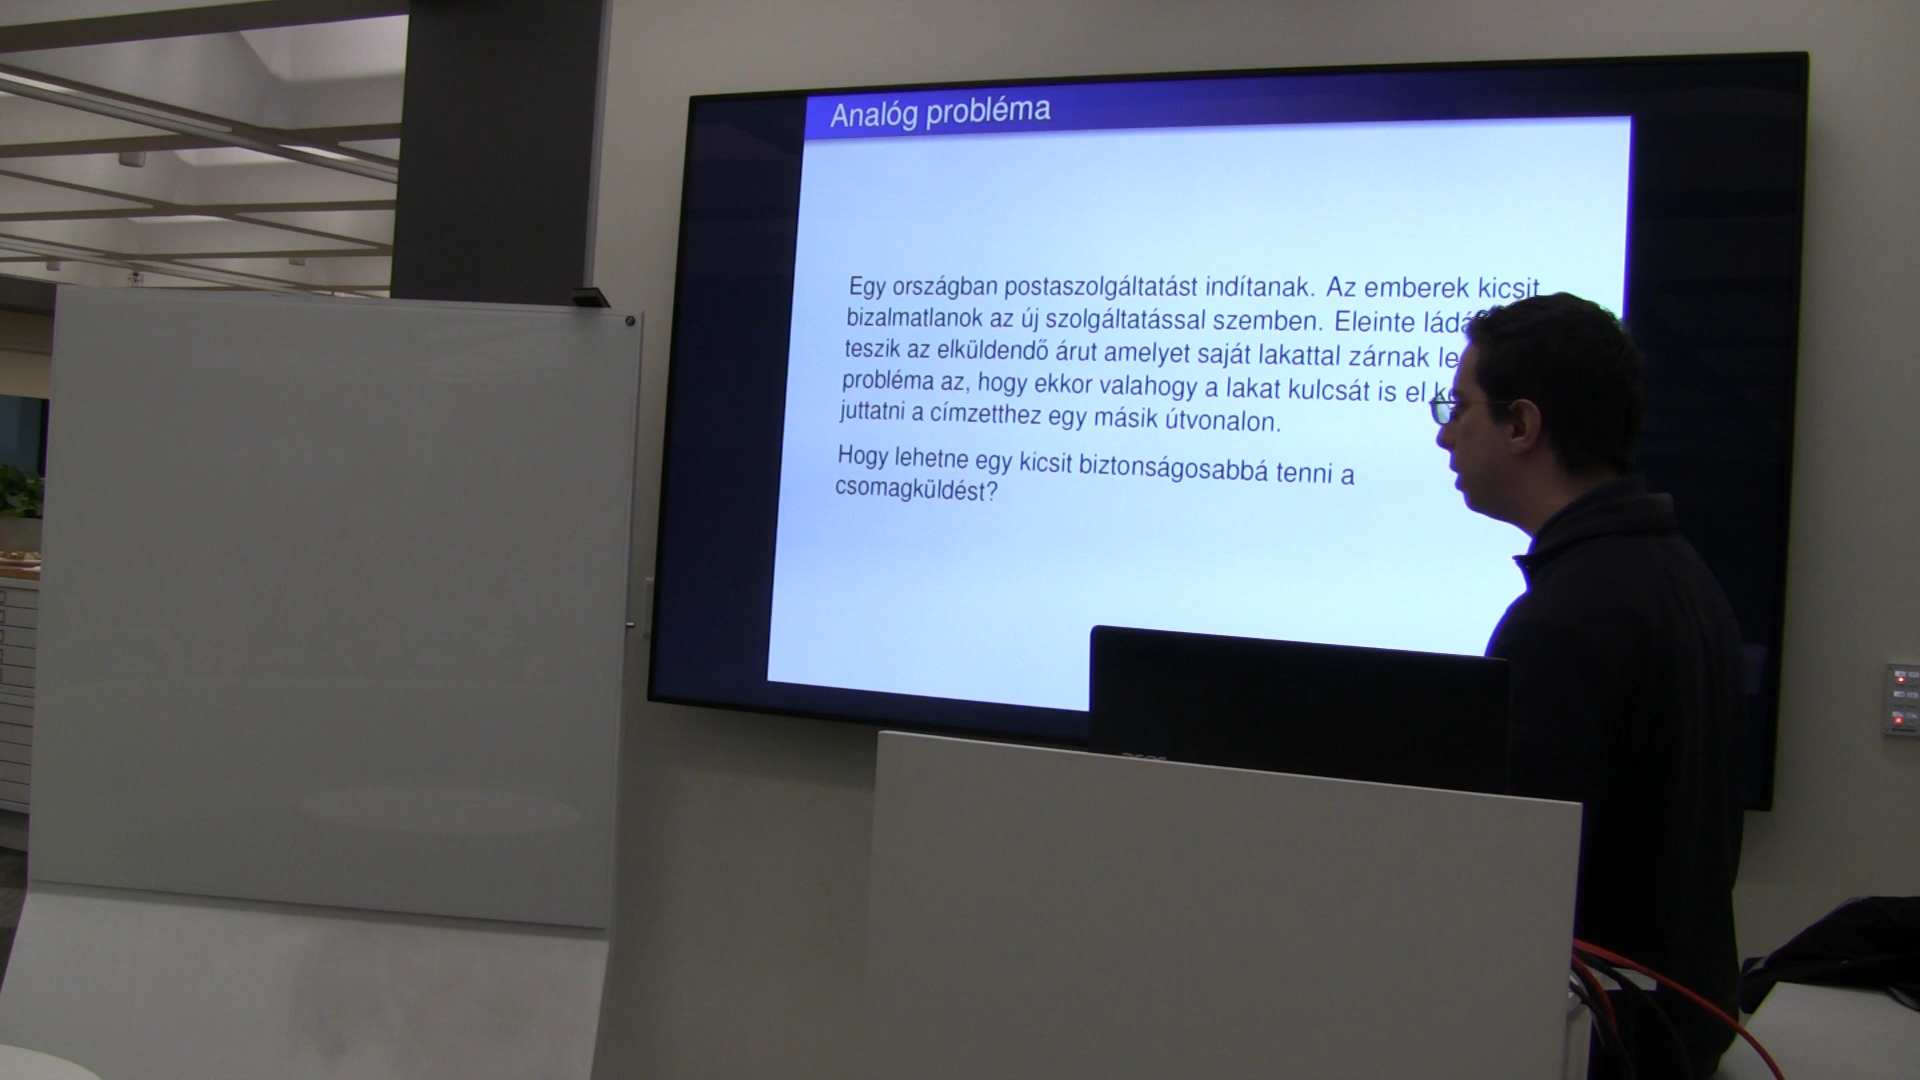 Analóg probléma
Egy országban postaszolgáltatást indítanak. Az emberek kicsit
bizalmatlanok az új szolgáltatással szemben. Eleinte
teszik az elküldendő árut amelyet saját lakattal zárnak
probléma az, hogy ekkor valahogy a lakat kulcsát is el
juttatni a címzetthez egy másik útvonalon.
Hogy lehetne egy kicsit biztonságosabbá tenni a
csomagküldést?